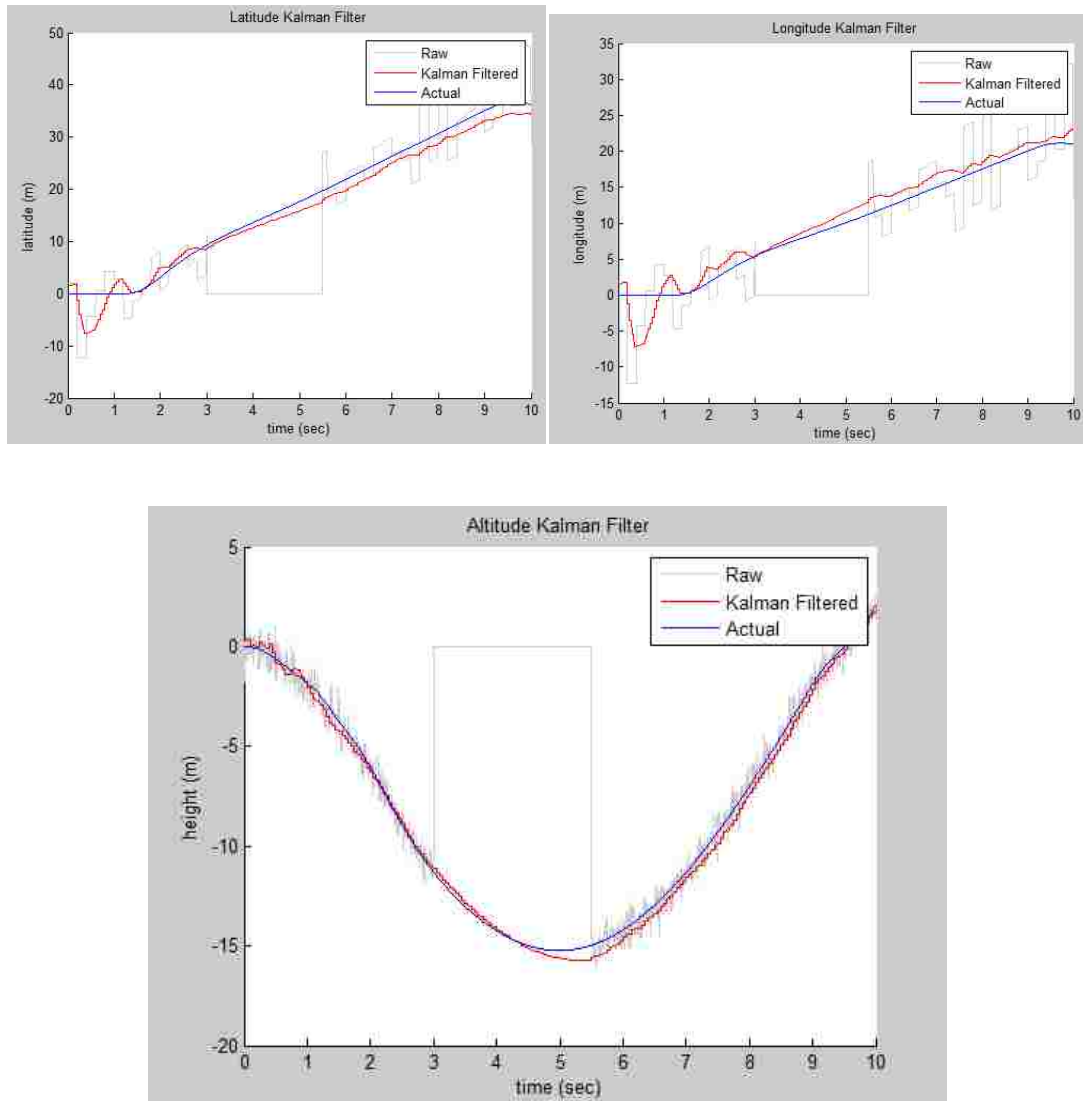 Latitude Kalman Filter
Raw
Kalman Filtered
Actual
latitude (m)
50
40
30
20
10
0
-10
-20
0 1 2 3 4 5 6 7 8 9 10
time (sec)
Longitude Kalman Filter
Raw
Kalman Filtered
Actual
longitude (m)
35
30
25
20
15
10
5
0
-5
-10
-15
0 1 2 3 4 5 6 7 8 9 10
time (sec)
Altitude Kalman Filter
Raw
Kalman Filtered
Actual
height (m)
5
0
-5
-10
-15
-20
0 1 2 3 4 5 6 7 8 9 10
time (sec)